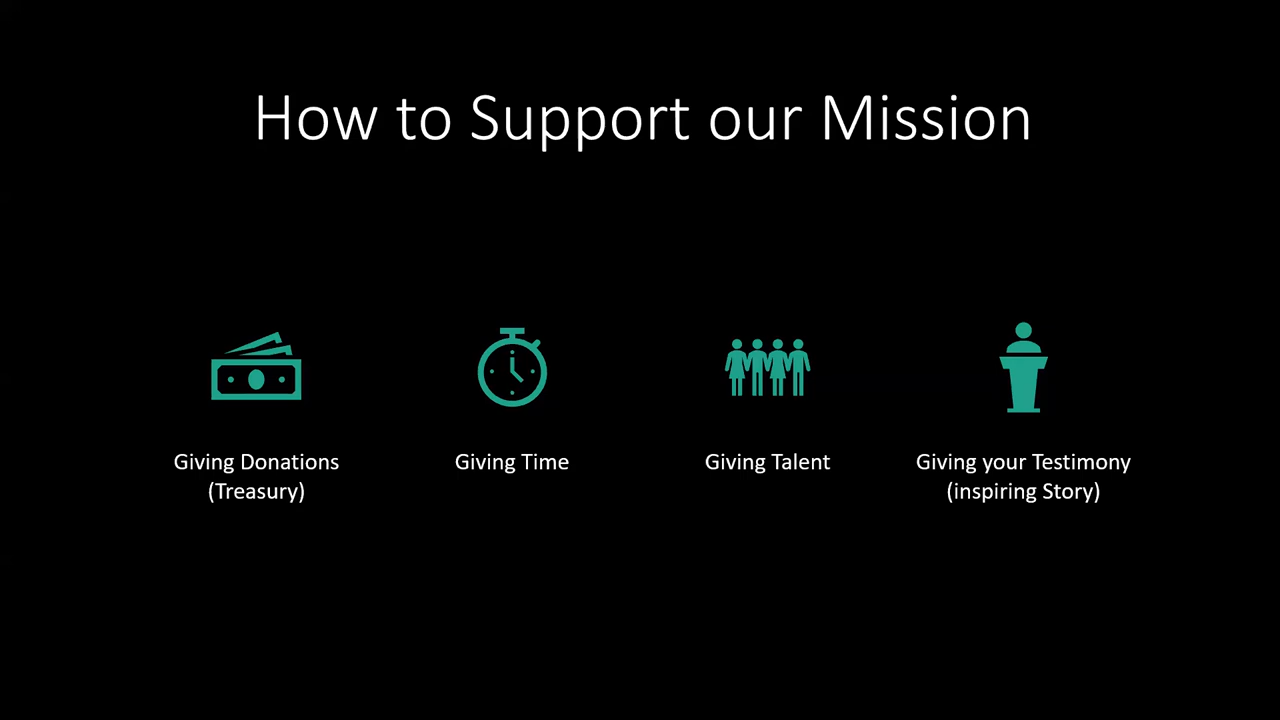 How to Support our Mission
Giving Donations
(Treasury)
Giving Time
Giving Talent
Giving your Testimony
(inspiring Story)